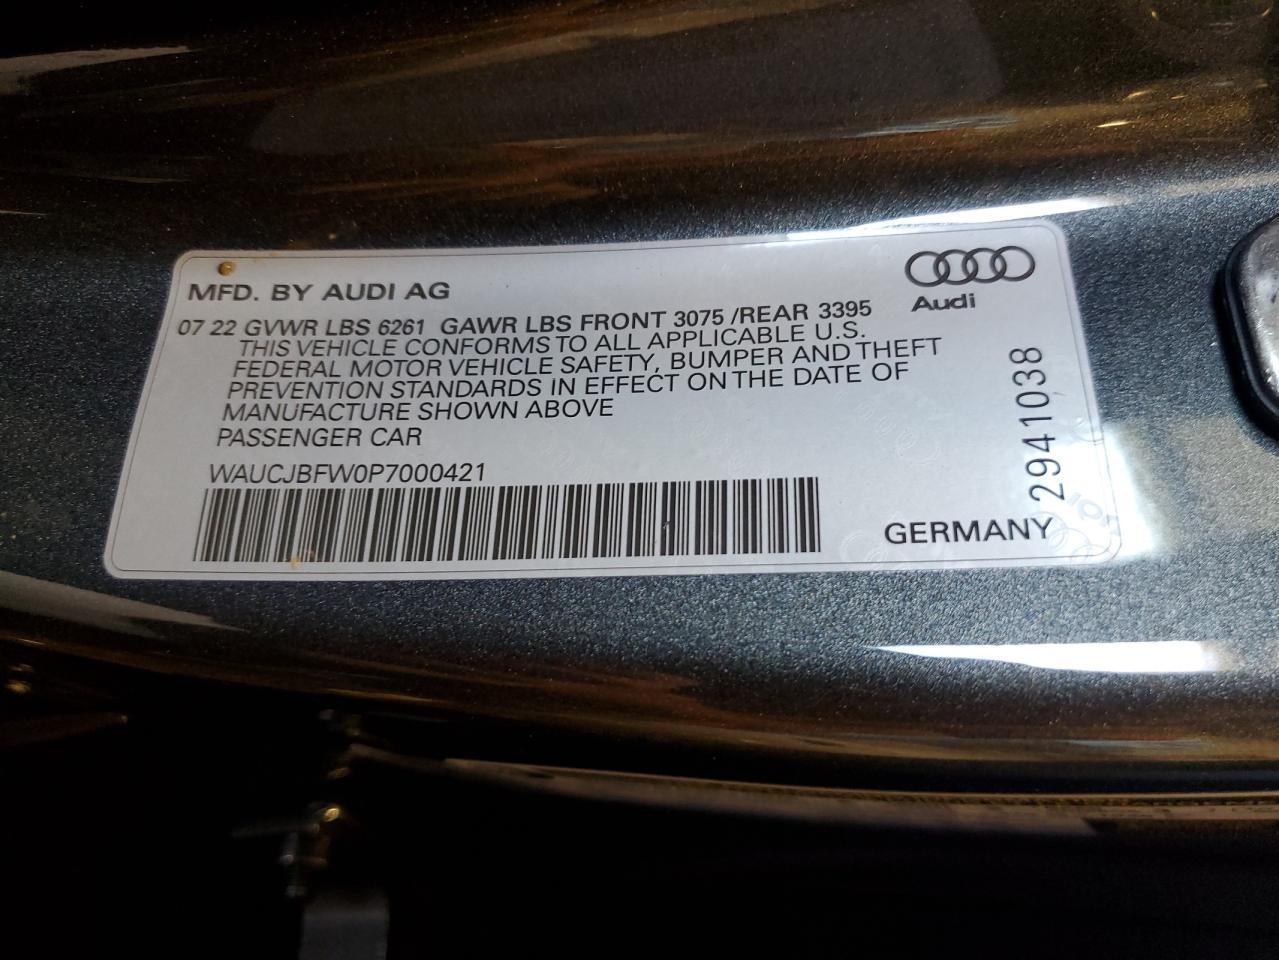 MFD. BY AUDI AG
Audi
07 22 GVWR LBS 6261 GAWR LBS FRONT 3075 /REAR 3395
THIS VEHICLE CONFORMS TO ALL APPLICABLE U.S.
FEDERAL MOTOR VEHICLE SAFETY, BUMPER AND THEFT
PREVENTION STANDARDS IN EFFECT ON THE DATE OF
MANUFACTURE SHOWN ABOVE
PASSENGER CAR
WAUCJBFW0P7000421
GERMANY
2941038